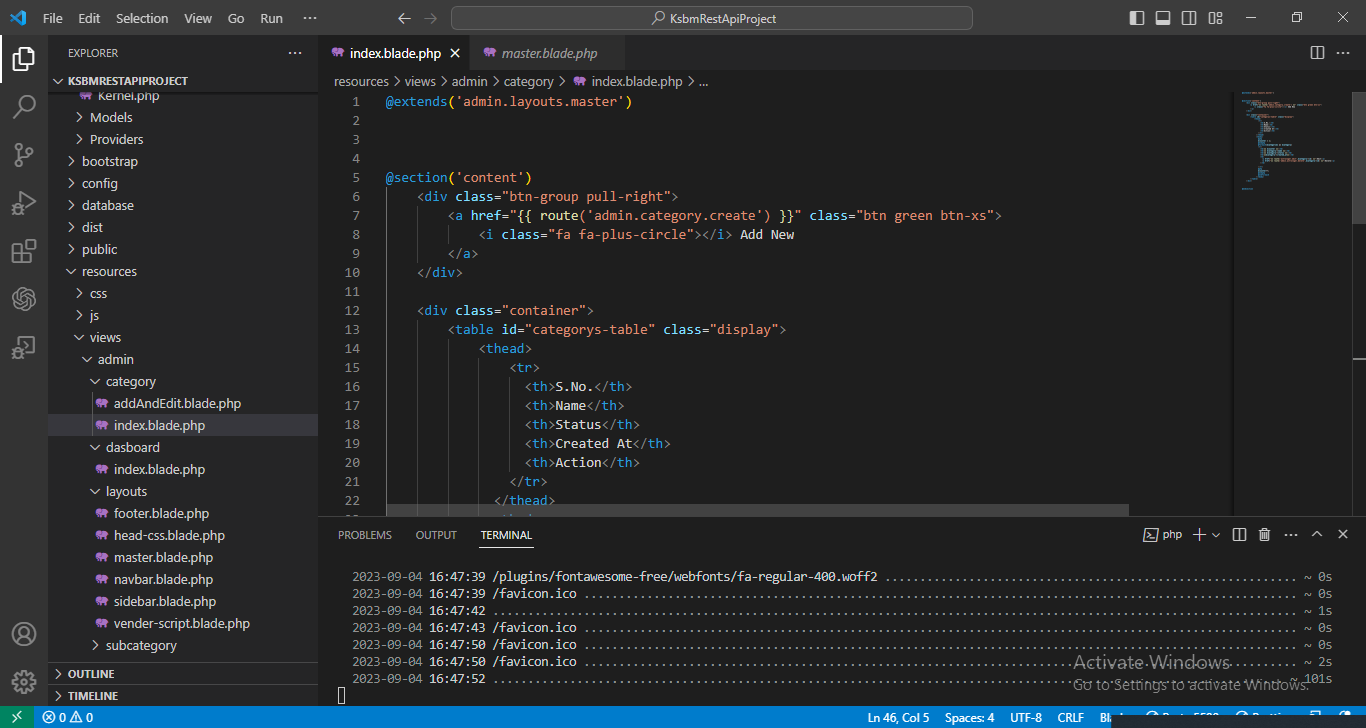 File Edit Selection View Go Run ··· KsbmRestApiProject
EXPLORER ···
KSBMRESTAPIPROJECT
Kernel.php
Models
Providers
bootstrap
config
database
dist
public
resources
css
js
views
admin
category
addAndEdit.blade.php
index.blade.php
dasboard
index.blade.php
layouts
footer.blade.php
head-css.blade.php
master.blade.php
navbar.blade.php
sidebar.blade.php
vender-script.blade.php
subcategory
OUTLINE
TIMELINE
index.blade.php master.blade.php
resources > views > admin > category > index.blade.php > ...
1 @extends('admin.layouts.master')
2
3
4
5 @section('content')
6 <div class="btn-group pull-right">
7 <a href="{{ route('admin.category.create') }}" class="btn green btn-xs">
8 <i class="fa fa-plus-circle"></i> Add New
9 </a>
10 </div>
11
12 <div class="container">
13 <table id="categorys-table" class="display">
14 <thead>
15 <tr>
16 <th>S.No.</th>
17 <th>Name</th>
18 <th>Status</th>
19 <th>Created At</th>
20 <th>Action</th>
21 </tr>
22 </thead>
PROBLEMS OUTPUT TERMINAL php
2023-09-04 16:47:39 /plugins/fontawesome-free/webfonts/fa-regular-400.woff2 ........ ~ 0s
2023-09-04 16:47:39 /favicon.ico ........ ~ 0s
2023-09-04 16:47:42 ........ ~ 1s
2023-09-04 16:47:43 /favicon.ico ........ ~ 0s
2023-09-04 16:47:50 /favicon.ico ........ ~ 0s
2023-09-04 16:47:50 /favicon.ico ........ ~ 2s
2023-09-04 16:47:52 ........ ~ 101s
Activate Windows
Go to Settings to activate Windows.
0 0 Ln 46, Col 5 Spaces: 4 UTF-8 CRLF